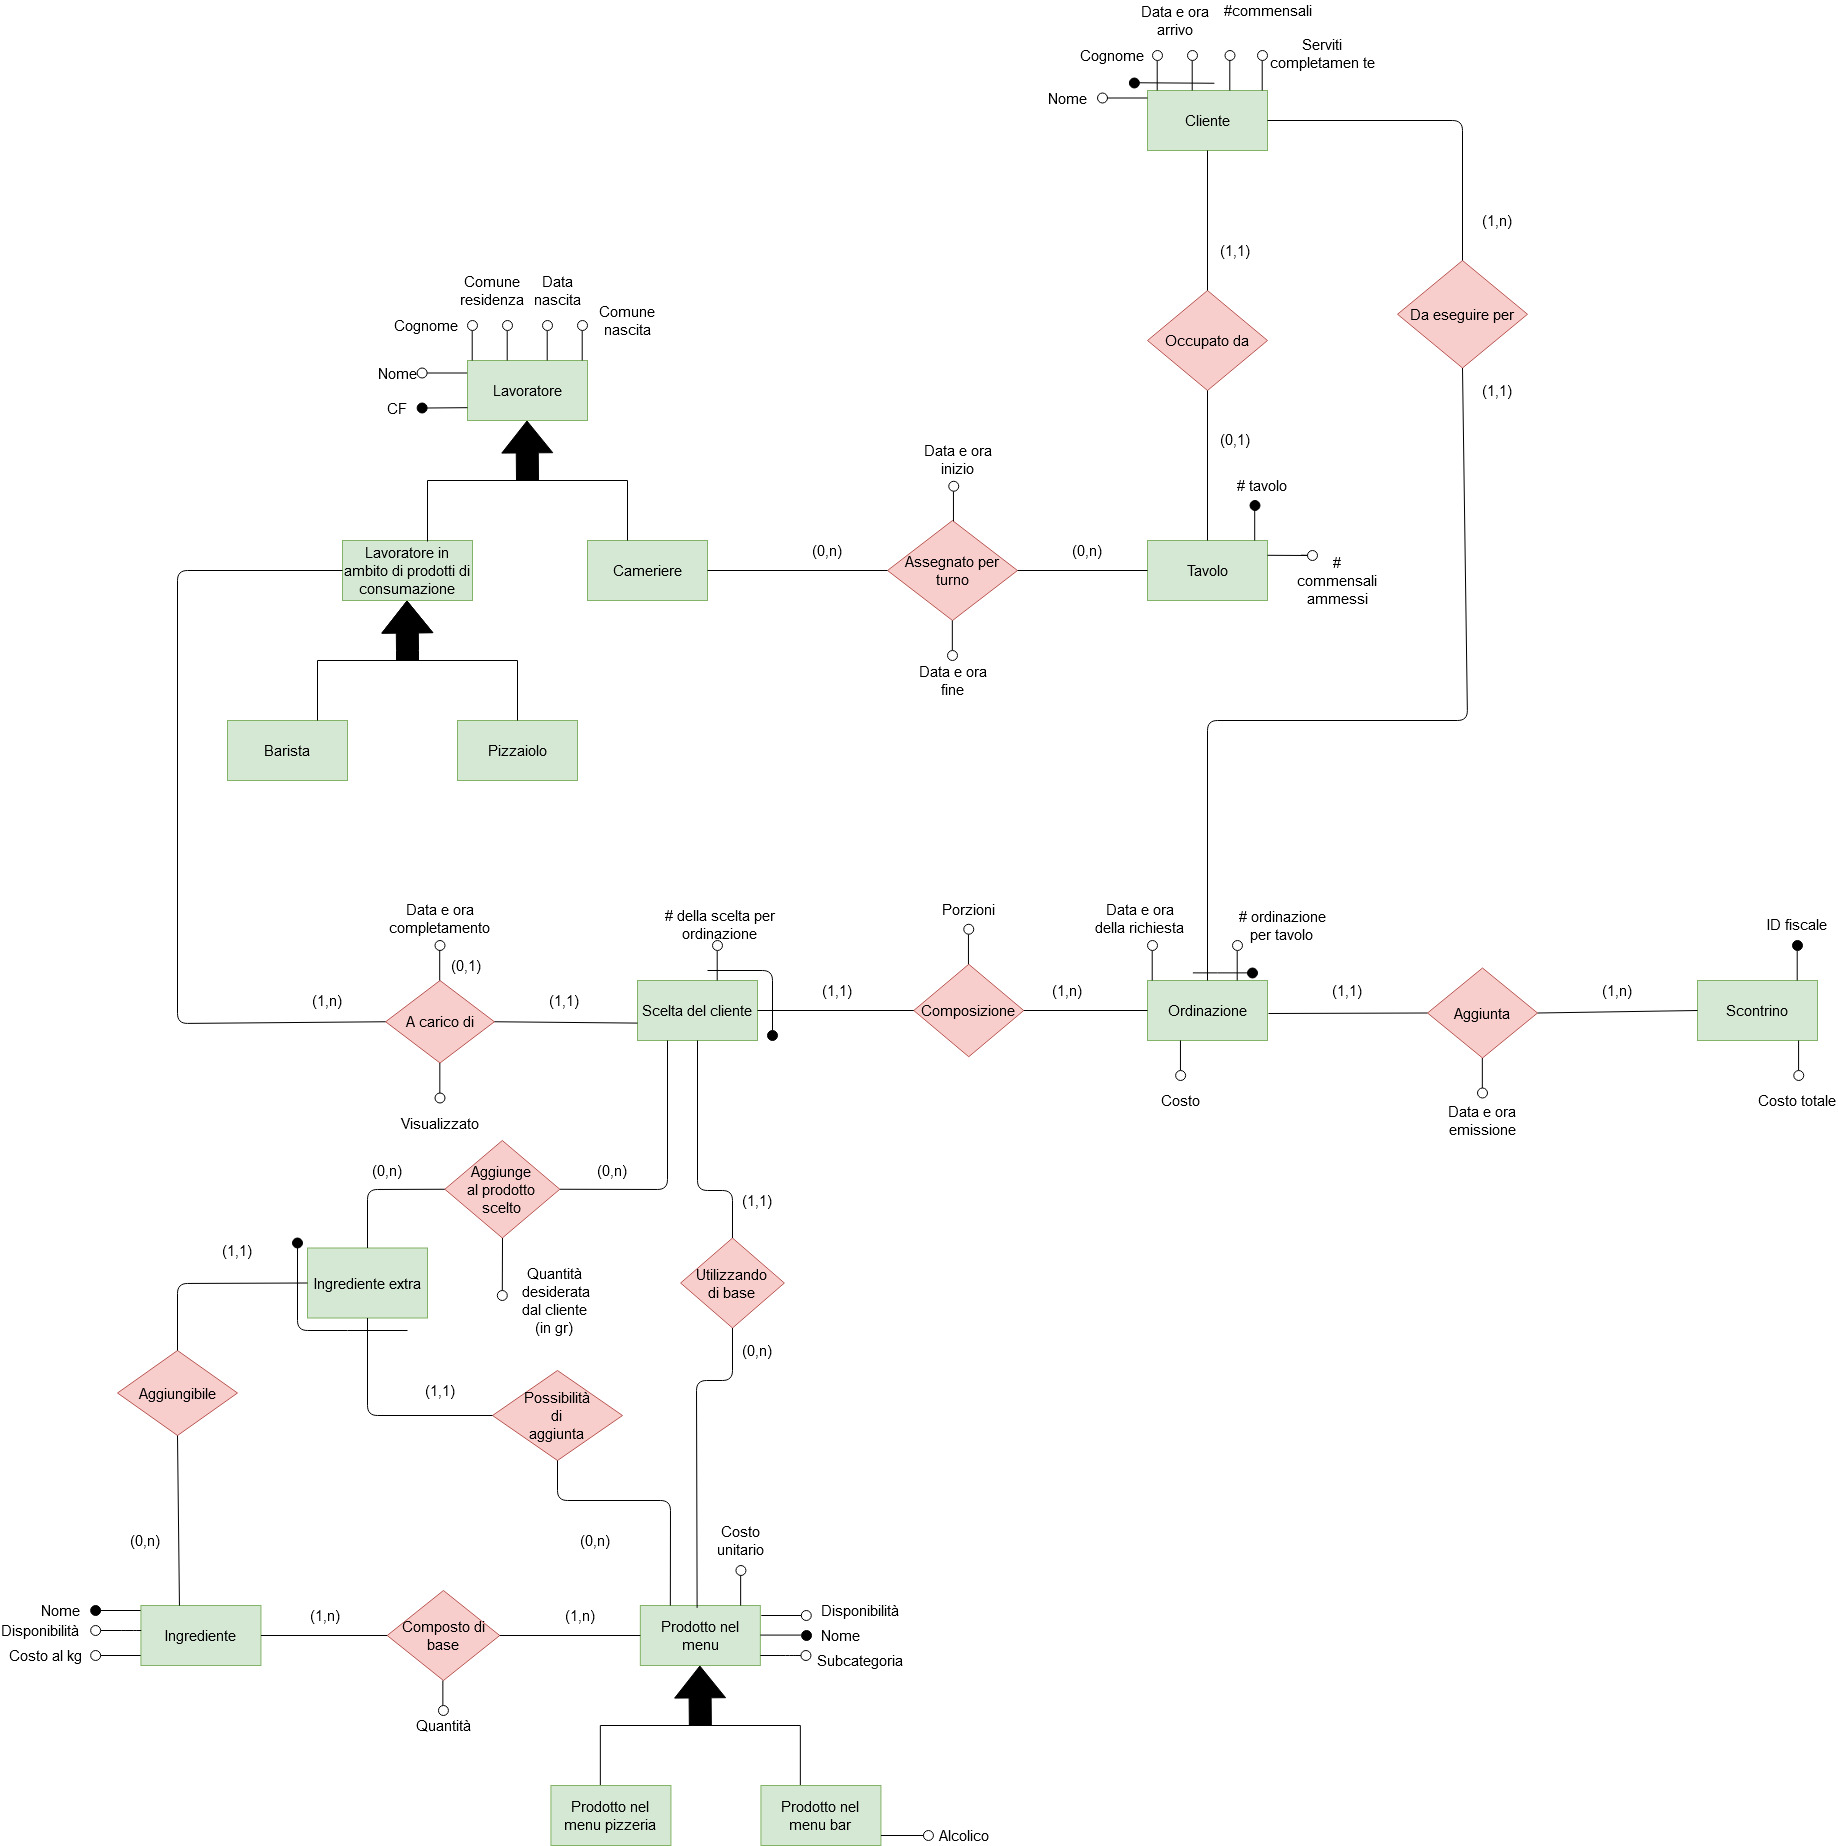 Data e ora
arrivo
#commensali
Cognome
Serviti
completamen te
Nome
Cliente
(1,n)
(1,1)
Da eseguire per
Occupato da
(1,1)
(0,1)
Comune
residenza
Data
nascita
Comune
nascita
Cognome
Nome
CF
Lavoratore
Data e ora
inizio
# tavolo
Lavoratore in
ambito di prodotti di
consumazione
Cameriere
(0,n)
Assegnato per
turno
(0,n)
Tavolo
#
commensali
ammessi
Data e ora
fine
Barista
Pizzaiolo
Data e ora
completamento
(0,1)
# della scelta per
ordinazione
Porzioni
Data e ora
della richiesta
# ordinazione
per tavolo
ID fiscale
(1,n)
A carico di
(1,1)
Scelta del cliente
(1,1)
Composizione
(1,n)
Ordinazione
(1,1)
Aggiunta
(1,n)
Scontrino
Visualizzato
Costo
Data e ora
emissione
Costo totale
(0,n)
Aggiunge
al prodotto
scelto
(0,n)
(1,1)
(1,1)
Ingrediente extra
Quantità
desiderata
dal cliente
(in gr)
Utilizzando
di base
(0,n)
Aggiungibile
(1,1)
Possibilità
di
aggiunta
(0,n)
(0,n)
Costo
unitario
Nome
Disponibilità
Costo al kg
Ingrediente
(1,n)
Composto di
base
(1,n)
Prodotto nel
menu
Disponibilità
Nome
Subcategoria
Quantità
Prodotto nel
menu pizzeria
Prodotto nel
menu bar
Alcolico